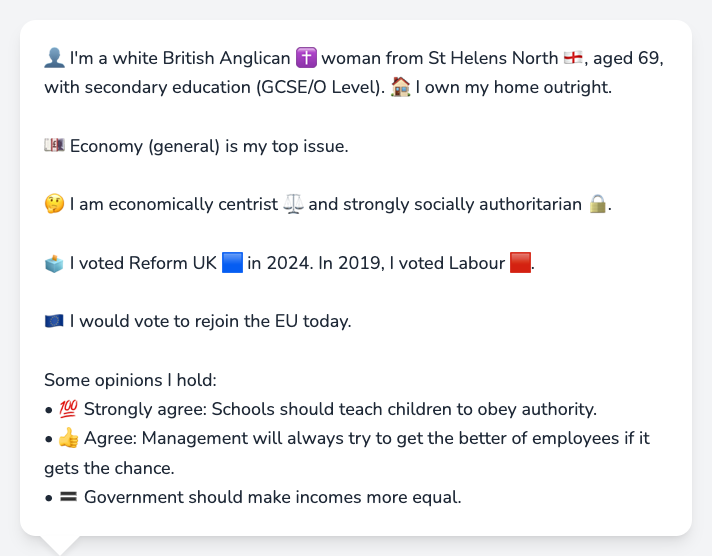 👤 I'm a white British Anglican ✝️ woman from St Helens North 🏴󠁧󠁢󠁥󠁮󠁧󠁿, aged 69,
with secondary education (GCSE/O Level). 🏠 I own my home outright.
💷 Economy (general) is my top issue.
🤔 I am economically centrist ⚖️ and strongly socially authoritarian 🔒.
🗳️ I voted Reform UK 🟦 in 2024. In 2019, I voted Labour 🟥.
🇪🇺 I would vote to rejoin the EU today.
Some opinions I hold:
• 💯 Strongly agree: Schools should teach children to obey authority.
• 👍 Agree: Management will always try to get the better of employees if it
gets the chance.
• 🟰 Government should make incomes more equal.